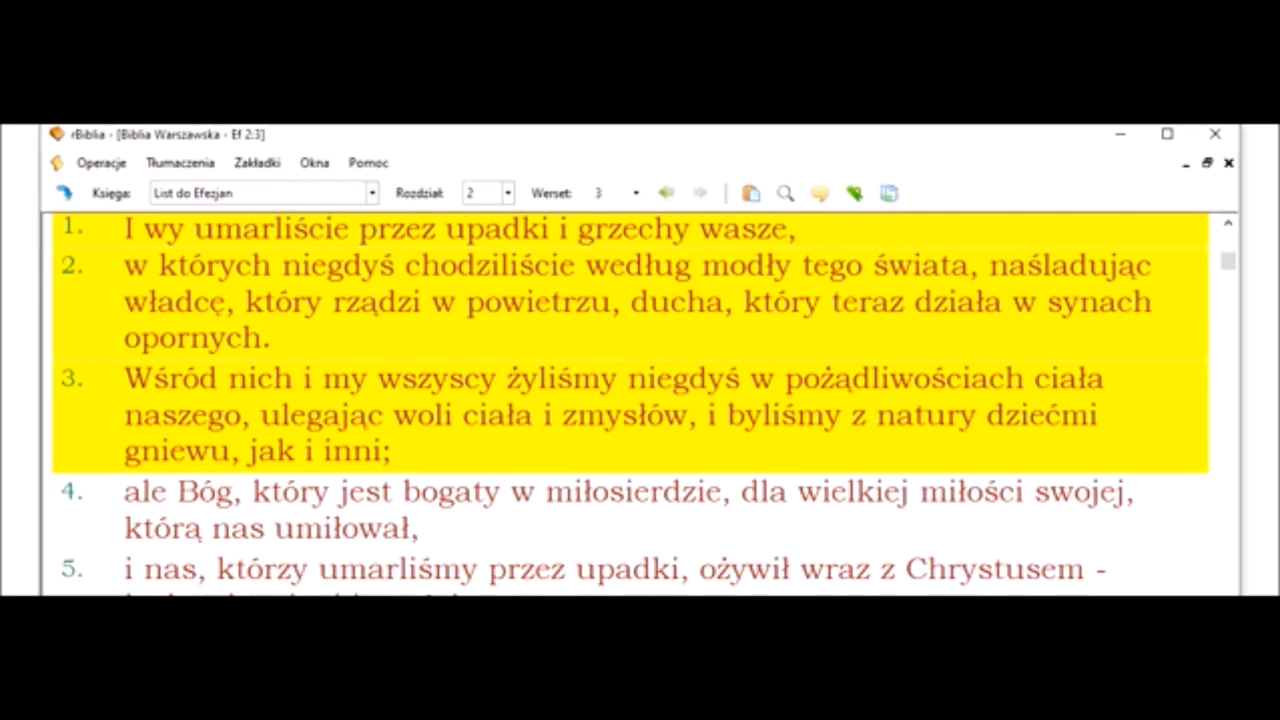 rBiblia - [Biblia Warszawska - Ef 2:3]
Operacje Tłumaczenia Zakładki Okna Pomoc
Księga: List do Efezjan Rozdział: 2 Werset: 3
1. I wy umarliście przez upadki i grzechy wasze,
2. w których niegdyś chodziliście według modły tego świata, naśladując
władcę, który rządzi w powietrzu, ducha, który teraz działa w synach
opornych.
3. Wśród nich i my wszyscy żyliśmy niegdyś w pożądliwościach ciała
naszego, ulegając woli ciała i zmysłów, i byliśmy z natury dziećmi
gniewu, jak i inni;
4. ale Bóg, który jest bogaty w miłosierdzie, dla wielkiej miłości swojej,
którą nas umiłował,
5. i nas, którzy umarliśmy przez upadki, ożywił wraz z Chrystusem -